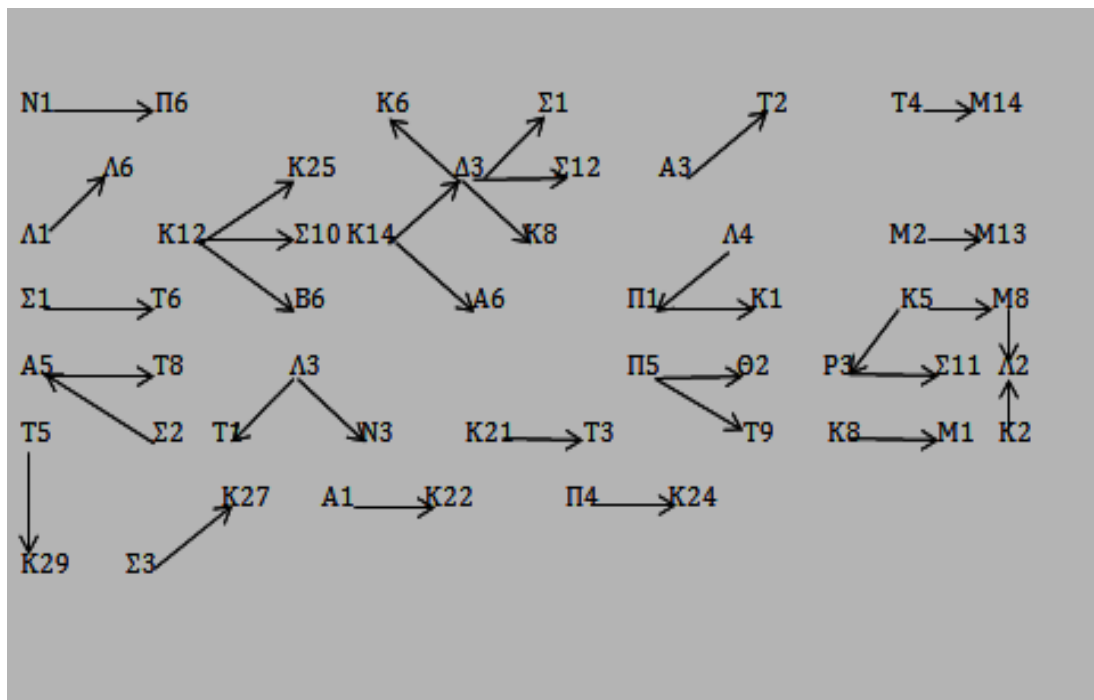 Ν1 Π6 Κ6 Σ1 Τ2 Τ4 Μ14
Λ6 Κ25 Δ3 Σ12 Α3
Λ1 Κ12 Σ10 Κ14 Κ8 Λ4 Μ2 Μ13
Σ1 Τ6 Β6 Α6 Π1 Κ1 Κ5 Μ8
Α5 Τ8 Λ3 Π5 Θ2 Ρ3 Σ11 Λ2
Τ5 Σ2 Τ1 Ν3 Κ21 Τ3 Τ9 Κ8 Μ1 Κ2
Κ27 Α1 Κ22 Π4 Κ24
Κ29 Σ3